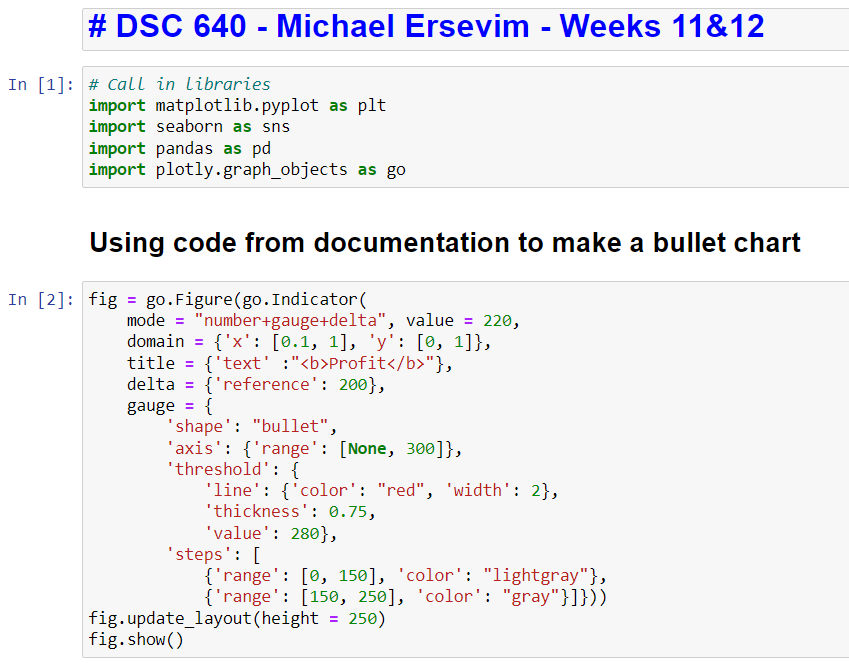 # DSC 640 - Michael Ersevim - Weeks 11&12
In [1]:
# Call in libraries
import matplotlib.pyplot as plt
import seaborn as sns
import pandas as pd
import plotly.graph_objects as go
Using code from documentation to make a bullet chart
In [2]:
fig = go.Figure(go.Indicator(
    mode = "number+gauge+delta", value = 220,
    domain = {'x': [0.1, 1], 'y': [0, 1]},
    title = {'text' :"<b>Profit</b>"},
    delta = {'reference': 200},
    gauge = {
        'shape': "bullet",
        'axis': {'range': [None, 300]},
        'threshold': {
            'line': {'color': "red", 'width': 2},
            'thickness': 0.75,
            'value': 280},
        'steps': [
            {'range': [0, 150], 'color': "lightgray"},
            {'range': [150, 250], 'color': "gray"}]}))
fig.update_layout(height = 250)
fig.show()